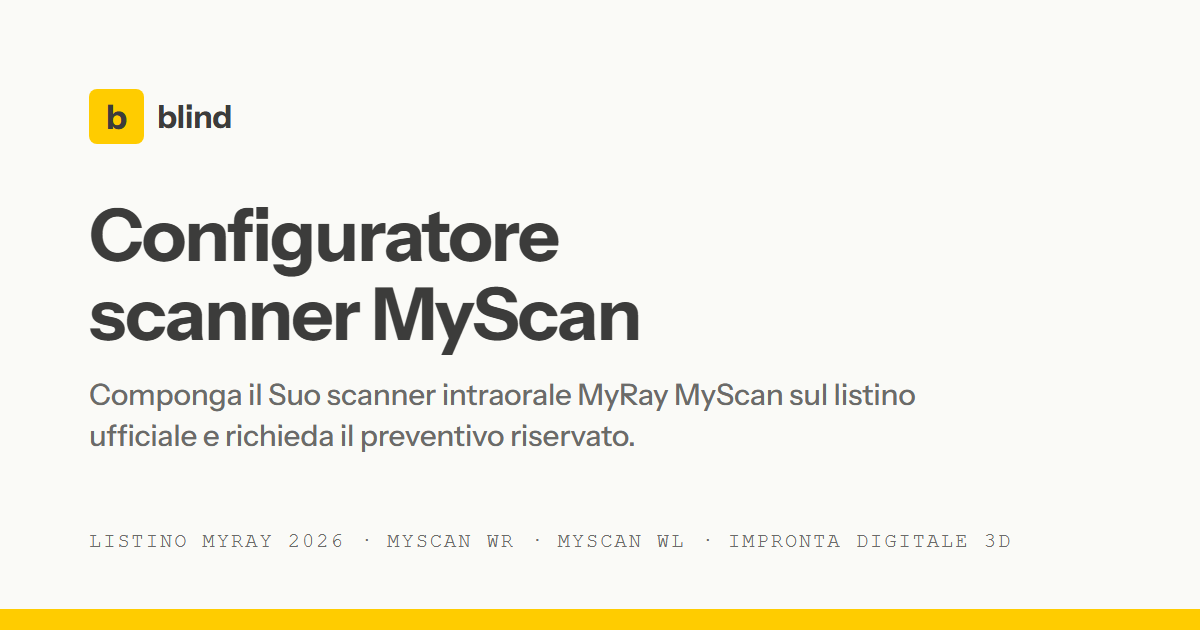 b blind
Configuratore
scanner MyScan
Componga il Suo scanner intraorale MyRay MyScan sul listino
ufficiale e richieda il preventivo riservato.
LISTINO MYRAY 2026 · MYSCAN WR · MYSCAN WL · IMPRONTA DIGITALE 3D